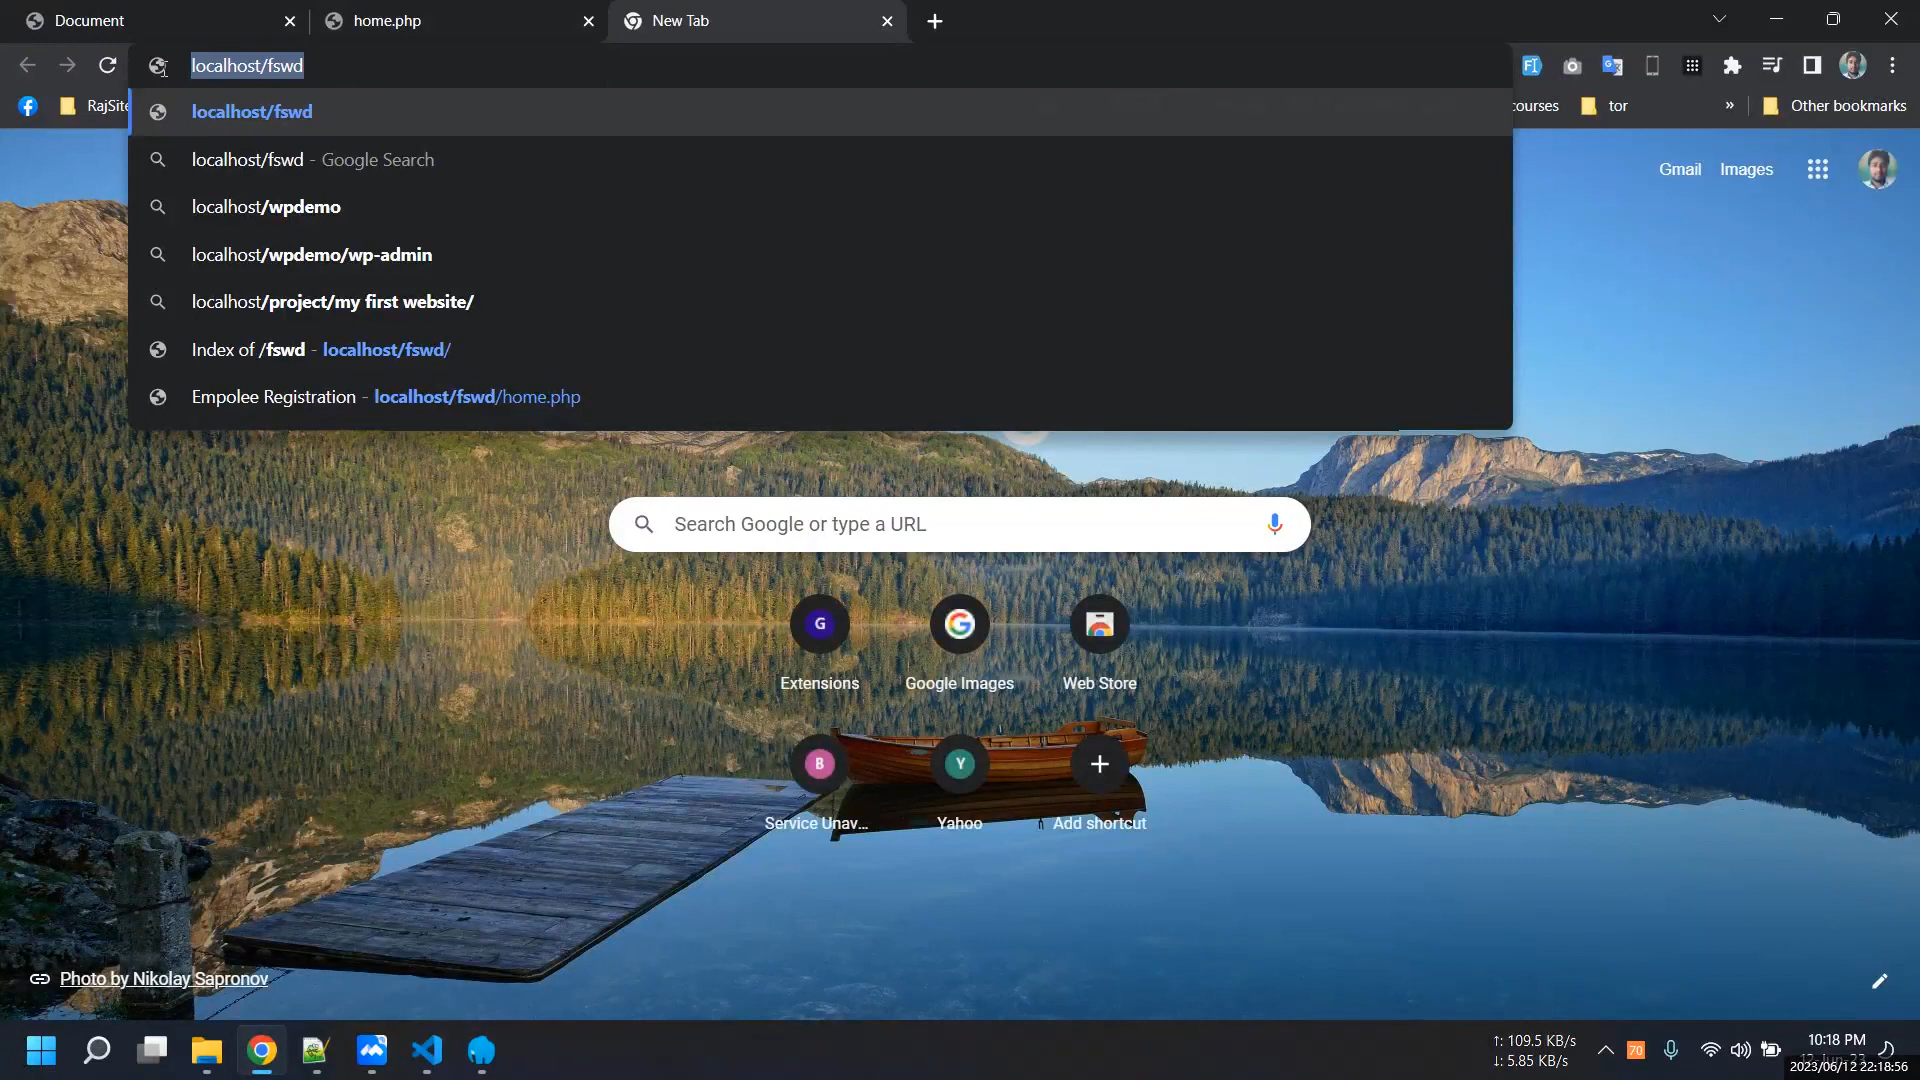 Document
home.php
New Tab
localhost/fswd
RajSite
courses
tor
»
Other bookmarks
localhost/fswd
localhost/fswd - Google Search
localhost/wpdemo
localhost/wpdemo/wp-admin
localhost/project/my first website/
Index of /fswd - localhost/fswd/
Empolee Registration - localhost/fswd/home.php
Gmail
Images
Search Google or type a URL
G
Extensions
Google Images
Web Store
B
Service Unav...
Y
Yahoo
Add shortcut
Photo by Nikolay Sapronov
↑: 109.5 KB/s
↓: 5.85 KB/s
70
10:18 PM
12-Jun-23
2023/06/12 22:18:56